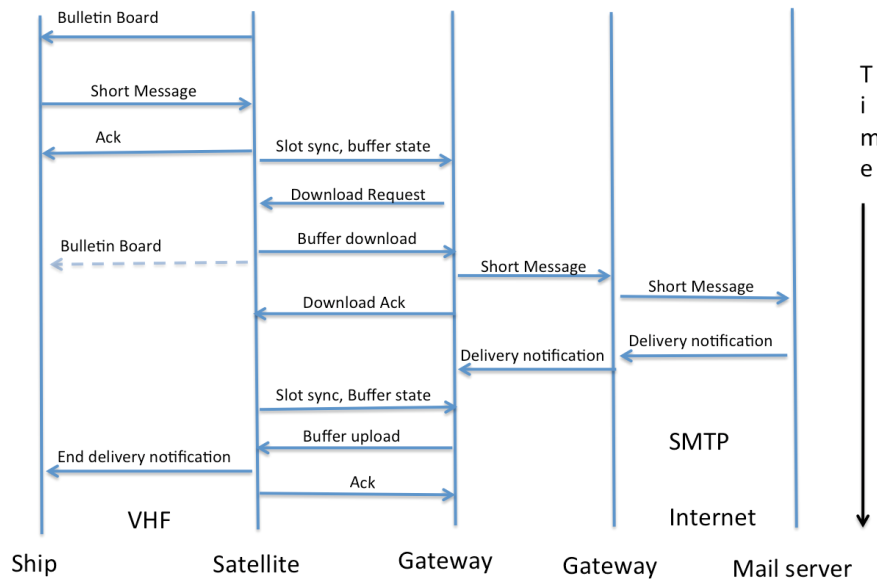 Bulletin Board
Short Message
Ack
Slot sync, buffer state
Download Request
Buffer download
Bulletin Board
Short Message
Short Message
Download Ack
Delivery notification
Delivery notification
Slot sync, Buffer state
Buffer upload
SMTP
End delivery notification
Ack
VHF
Internet
Ship
Satellite
Gateway
Gateway
Mail server
T
i
m
e